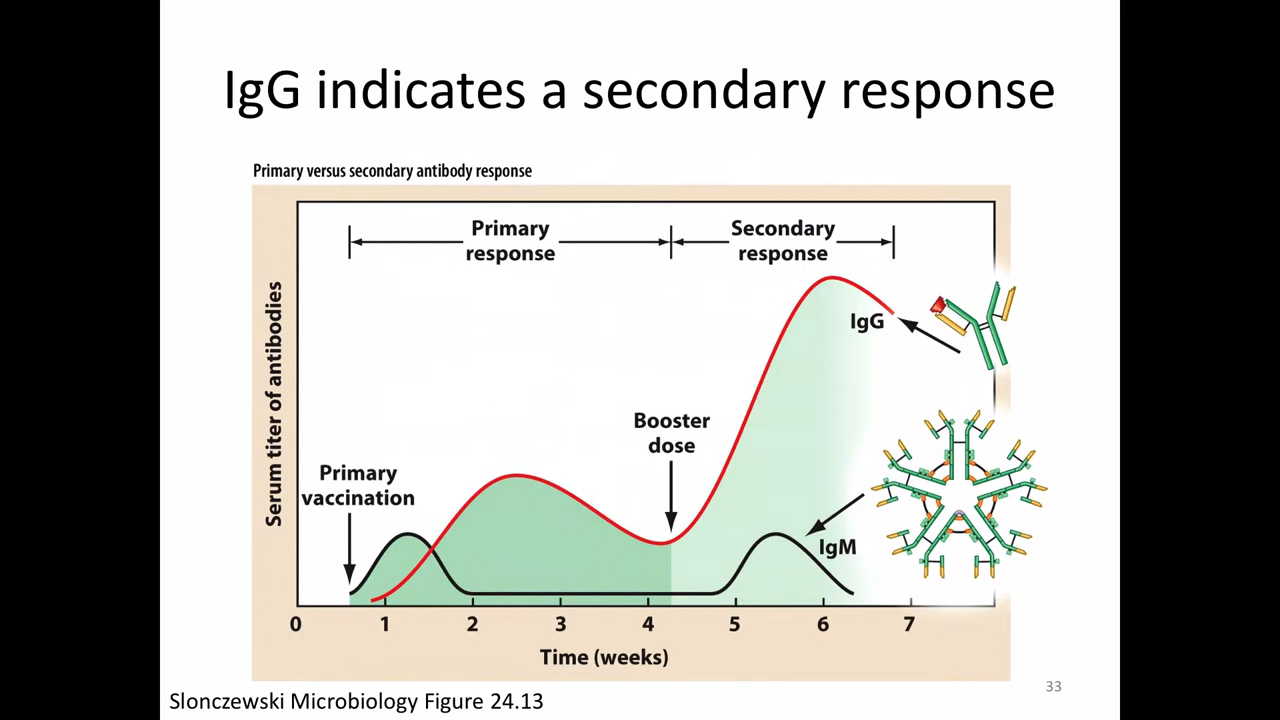 IgG indicates a secondary response
Primary versus secondary antibody response
Primary
response
Secondary
response
Serum titer of antibodies
IgG
Booster
dose
Primary
vaccination
IgM
0 1 2 3 4 5 6 7
Time (weeks)
33
Slonczewski Microbiology Figure 24.13